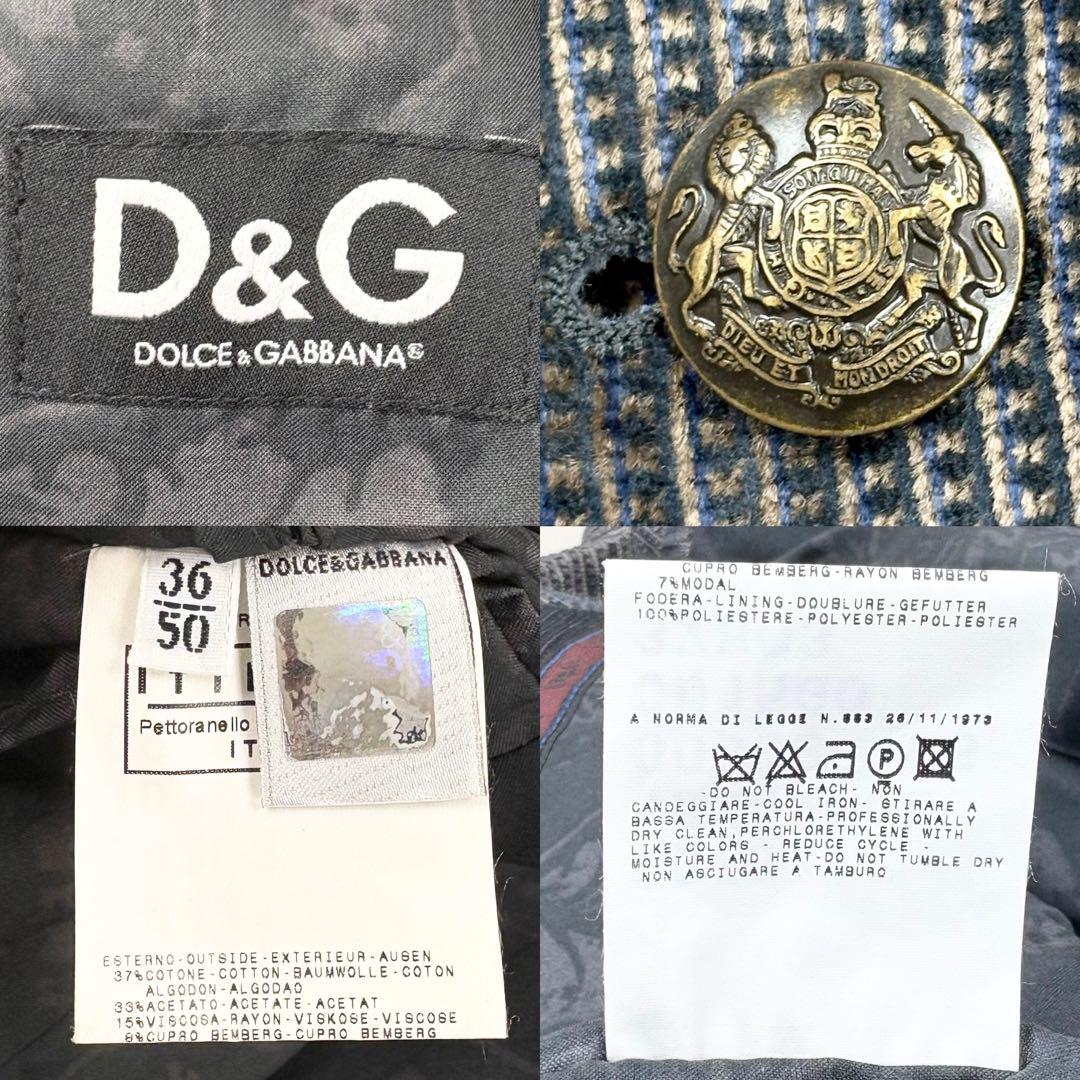 D&G
DOLCE & GABBANA®
DIEU ET MON DROIT
36
50
DOLCE&GABBANA
R
Pettoranello
IT
ESTERNO-OUTSIDE-EXTERIEUR-AUSEN
37%COTONE-COTTON-BAUMWOLLE-COTON
ALGODON-ALGODAO
33%ACETATO-ACETATE-ACETAT
15%VISCOSA-RAYON-VISKOSE-VISCOSE
8%CUPRO BEMBERG-CUPRO BEMBERG
CUPRO BEMBERG-RAYON BEMBERG
7%MODAL
FODERA-LINING-DOUBLURE-GEFUTTER
100%POLIESTERE-POLYESTER-POLIESTER
A NORMA DI LEGGE N.883 26/11/1973
P
-DO NOT BLEACH- NON
CANDEGGIARE-COOL IRON- STIRARE A
BASSA TEMPERATURA-PROFESSIONALLY
DRY CLEAN,PERCHLORETHYLENE WITH
LIKE COLORS - REDUCE CYCLE -
MOISTURE AND HEAT-DO NOT TUMBLE DRY
NON ASCIUGARE A TAMBURO